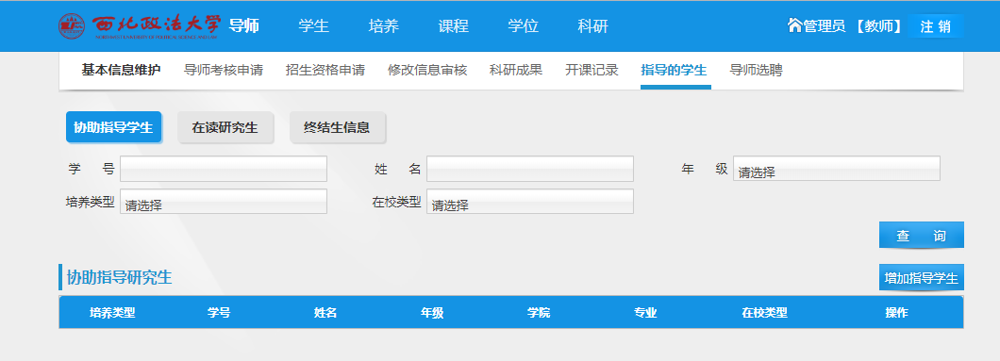 西北政法大学 导师 学生 培养 课程 学位 科研 管理员 【教师】 注 销
NORTHWEST UNIVERSITY OF POLITICAL SCIENCE AND LAW
基本信息维护 导师考核申请 招生资格申请 修改信息审核 科研成果 开课记录 指导的学生 导师选聘
协助指导学生 在读研究生 终结生信息
学 号 姓 名 年 级 请选择
培养类型 请选择 在校类型 请选择
查 询
协助指导研究生 增加指导学生
培养类型 学号 姓名 年级 学院 专业 在校类型 操作